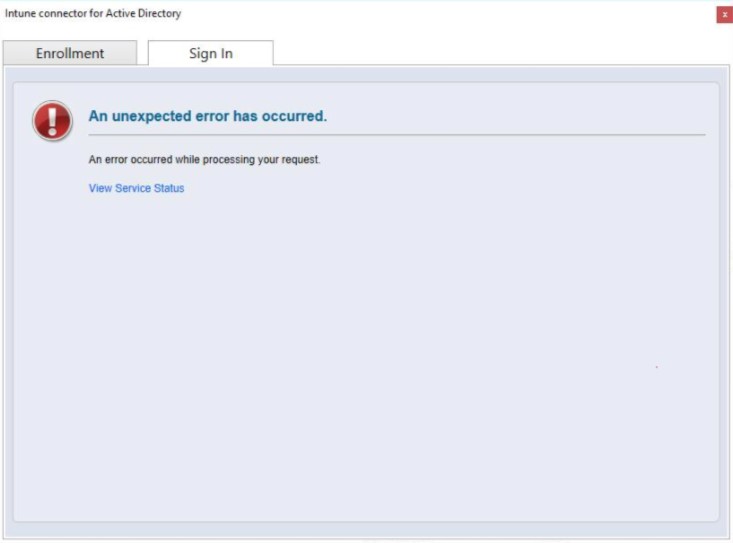 Intune connector for Active Directory
x
Enrollment
Sign In
An unexpected error has occurred.
An error occurred while processing your request.
View Service Status